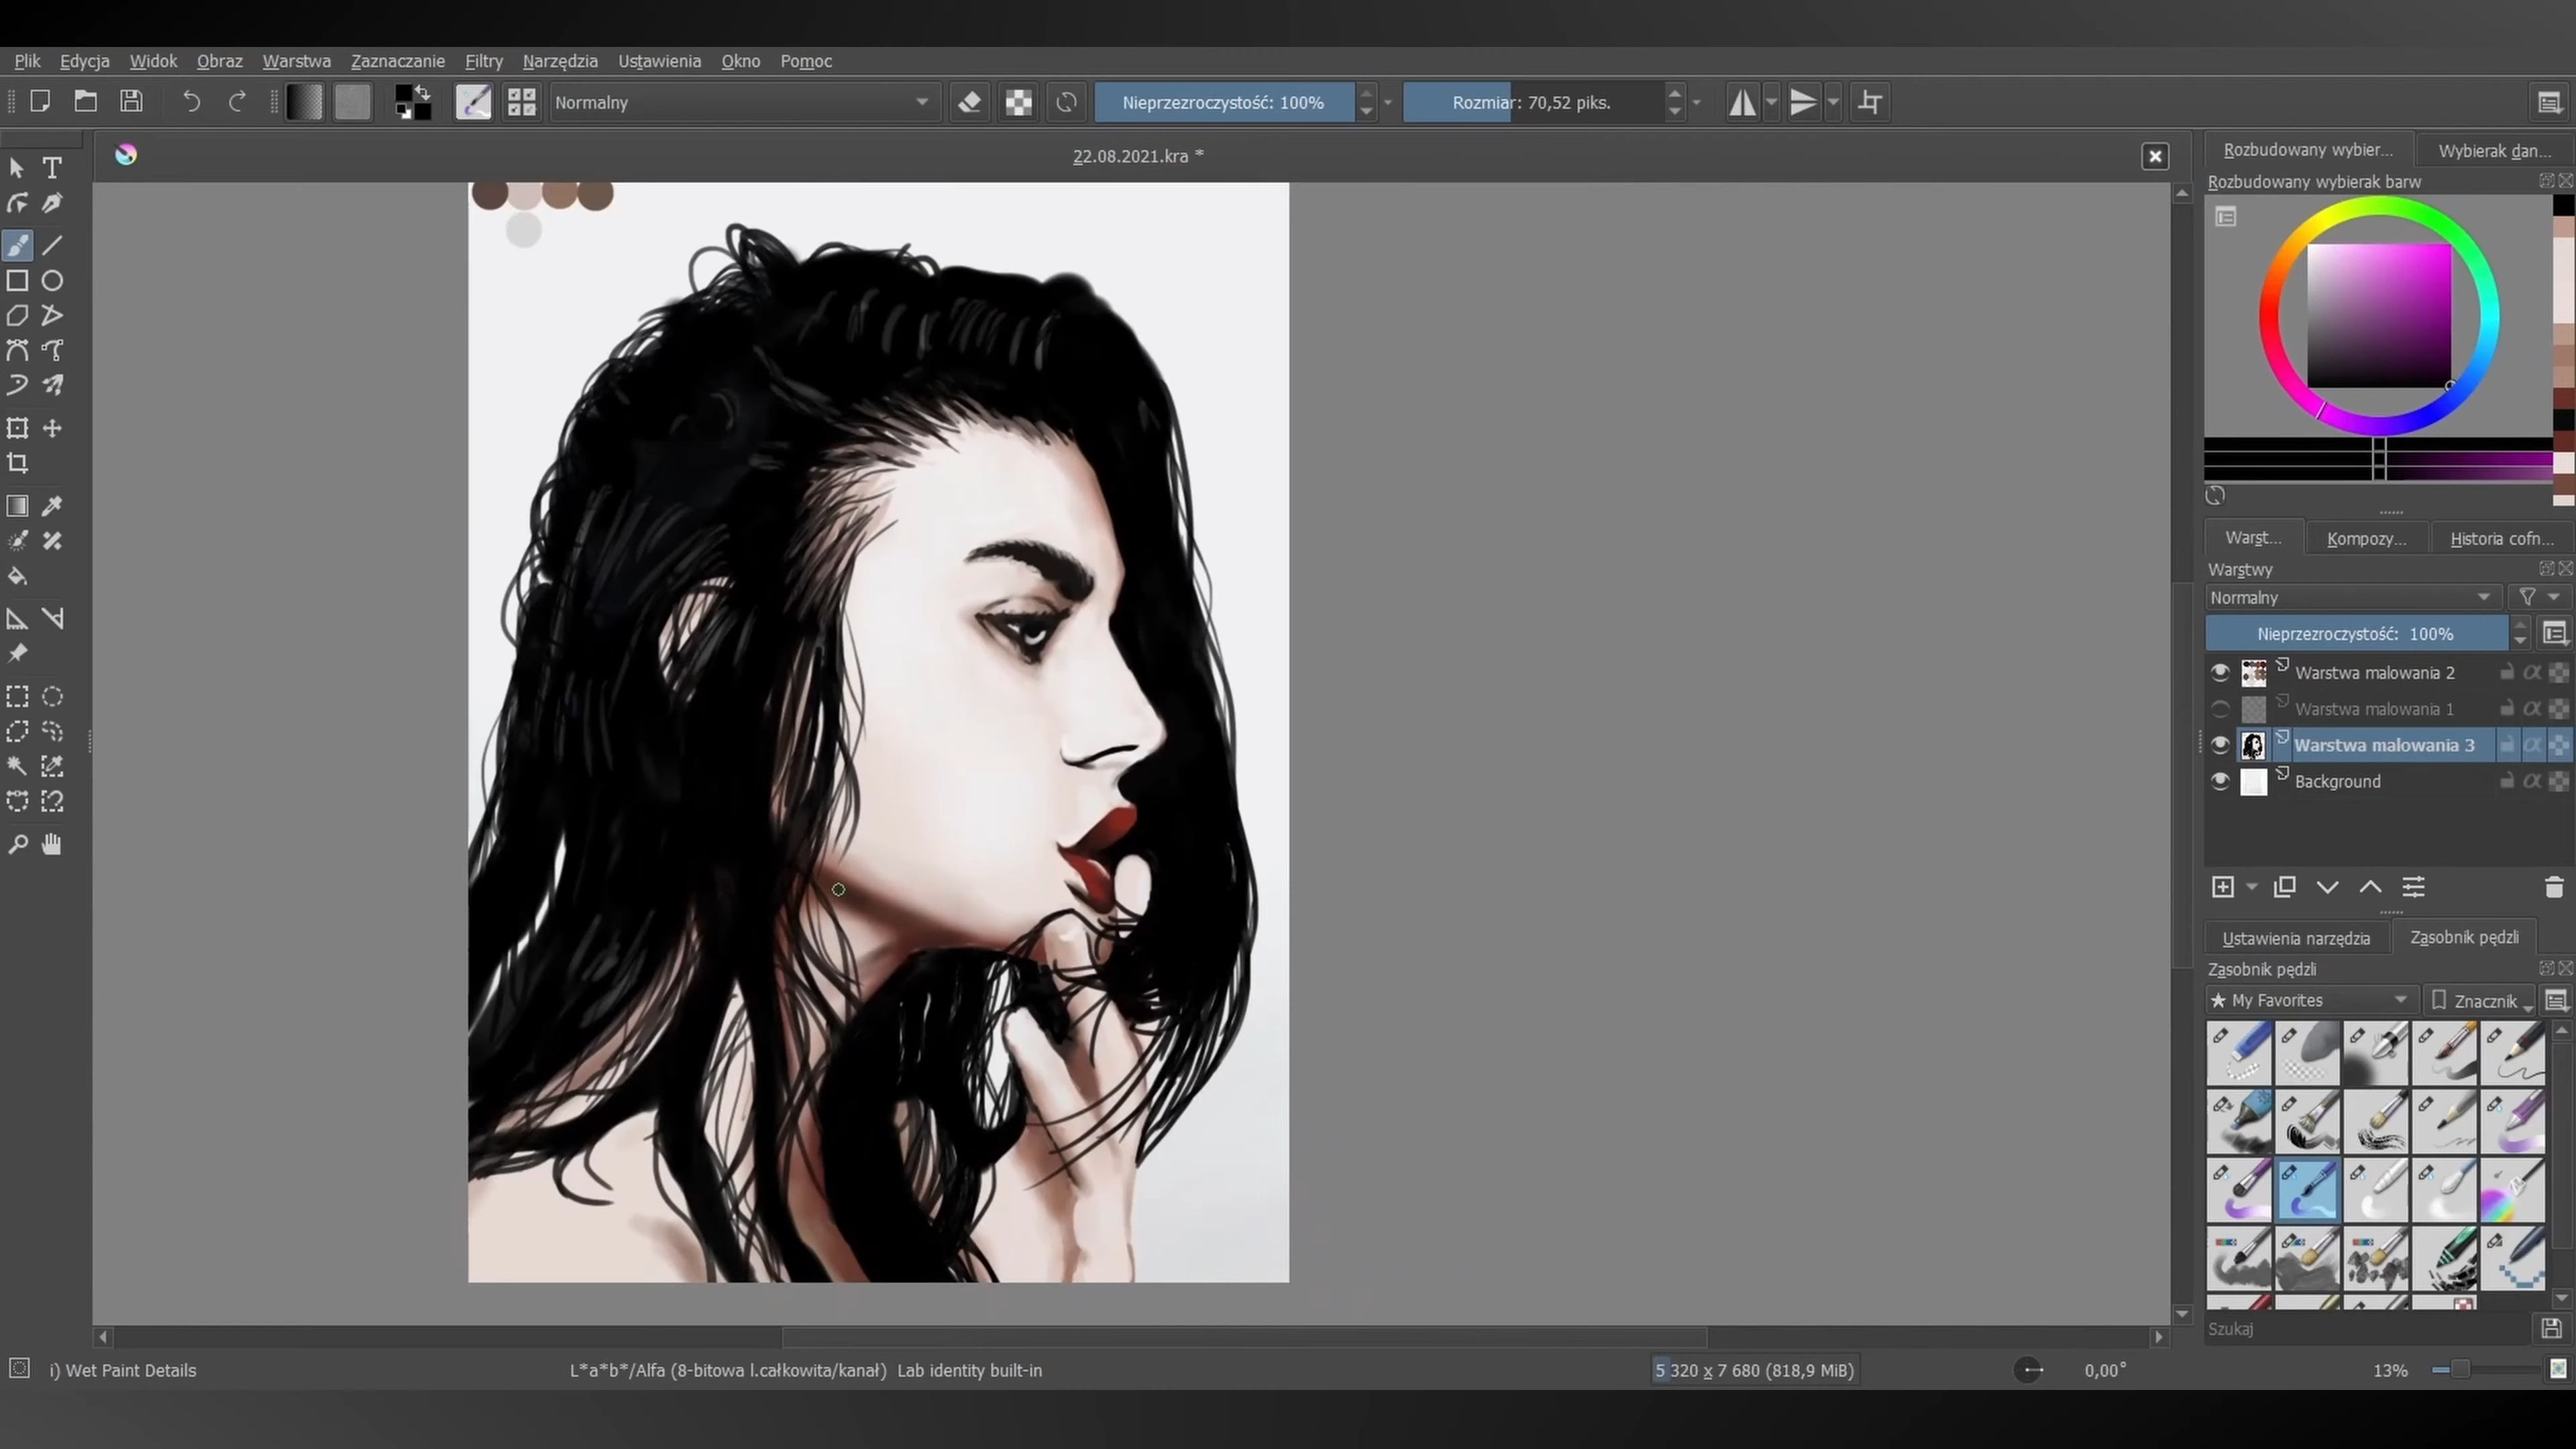 Plik Edycja Widok Obraz Warstwa Zaznaczanie Filtry Narzędzia Ustawienia Okno Pomoc
Normalny Nieprzezroczystość: 100% Rozmiar: 70,52 piks.
22.08.2021.kra *
Rozbudowany wybier... Wybierak dan...
Rozbudowany wybierak barw
Warst... Kompozy... Historia cofn...
Warstwy
Normalny
Nieprzezroczystość: 100%
Warstwa malowania 2
Warstwa malowania 1
Warstwa malowania 3
Background
Ustawienia narzędzia Zasobnik pędzli
Zasobnik pędzli
★ My Favorites Znacznik
Szukaj
i) Wet Paint Details L*a*b*/Alfa (8-bitowa l.całkowita/kanał) Lab identity built-in 5 320 x 7 680 (818,9 MiB) 0,00° 13%